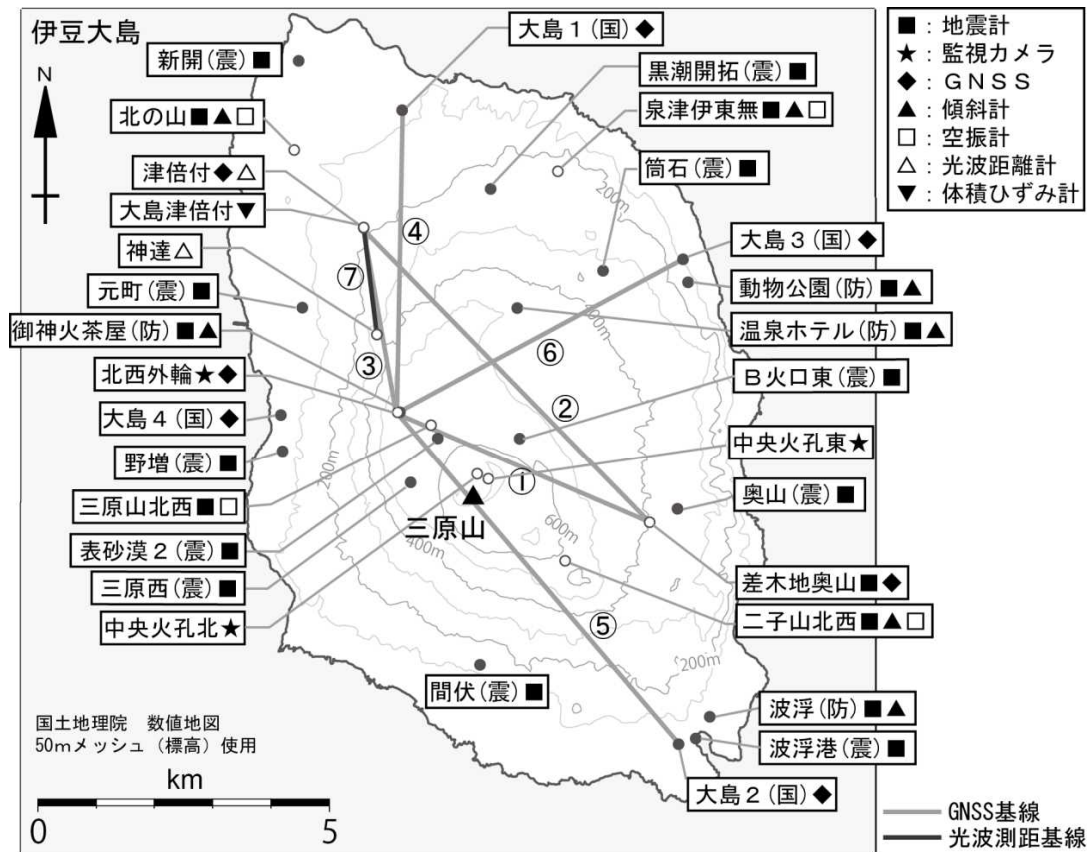 伊豆大島
N
大島1(国)◆
新開(震)■
黒潮開拓(震)■
北の山■▲□
泉津伊東無■▲□
津倍付◆△
筒石(震)■
大島津倍付▼
大島3(国)◆
神達△
元町(震)■
動物公園(防)■▲
御神火茶屋(防)■▲
温泉ホテル(防)■▲
北西外輪★◆
B火口東(震)■
大島4(国)◆
中央火孔東★
野増(震)■
三原山北西■□
奥山(震)■
三原山
表砂漠2(震)■
三原西(震)■
差木地奥山■◆
中央火孔北★
二子山北西■▲□
間伏(震)■
波浮(防)■▲
波浮港(震)■
大島2(国)◆
④
⑦
③
⑥
②
①
⑤
200m
400m
200m
600m
400m
200m
国土地理院 数値地図
50mメッシュ(標高)使用
km
0 5
■:地震計
★:監視カメラ
◆:GNSS
▲:傾斜計
□:空振計
△:光波距離計
▼:体積ひずみ計
GNSS基線
光波測距基線